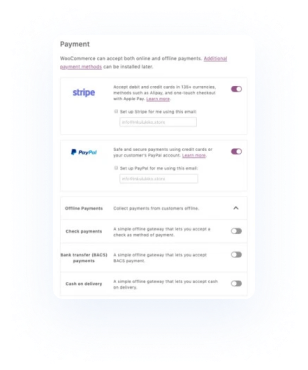 Payment
WooCommerce can accept both online and offline payments. Additional
payment methods can be installed later.
stripe
Accept debit and credit cards in 135+ currencies,
methods such as Alipay, and one-touch checkout
with Apple Pay. Learn more.
Set up Stripe for me using this email:
PayPal
Safe and secure payments using credit cards or
your customer's PayPal account. Learn more.
Set up PayPal for me using this email:
Offline Payments
Collect payments from customers offline.
Check payments
A simple offline gateway that lets you accept a
check as method of payment.
Bank transfer (BACS)
payments
A simple offline gateway that lets you accept
BACS payment.
Cash on delivery
A simple offline gateway that lets you accept cash
on delivery.